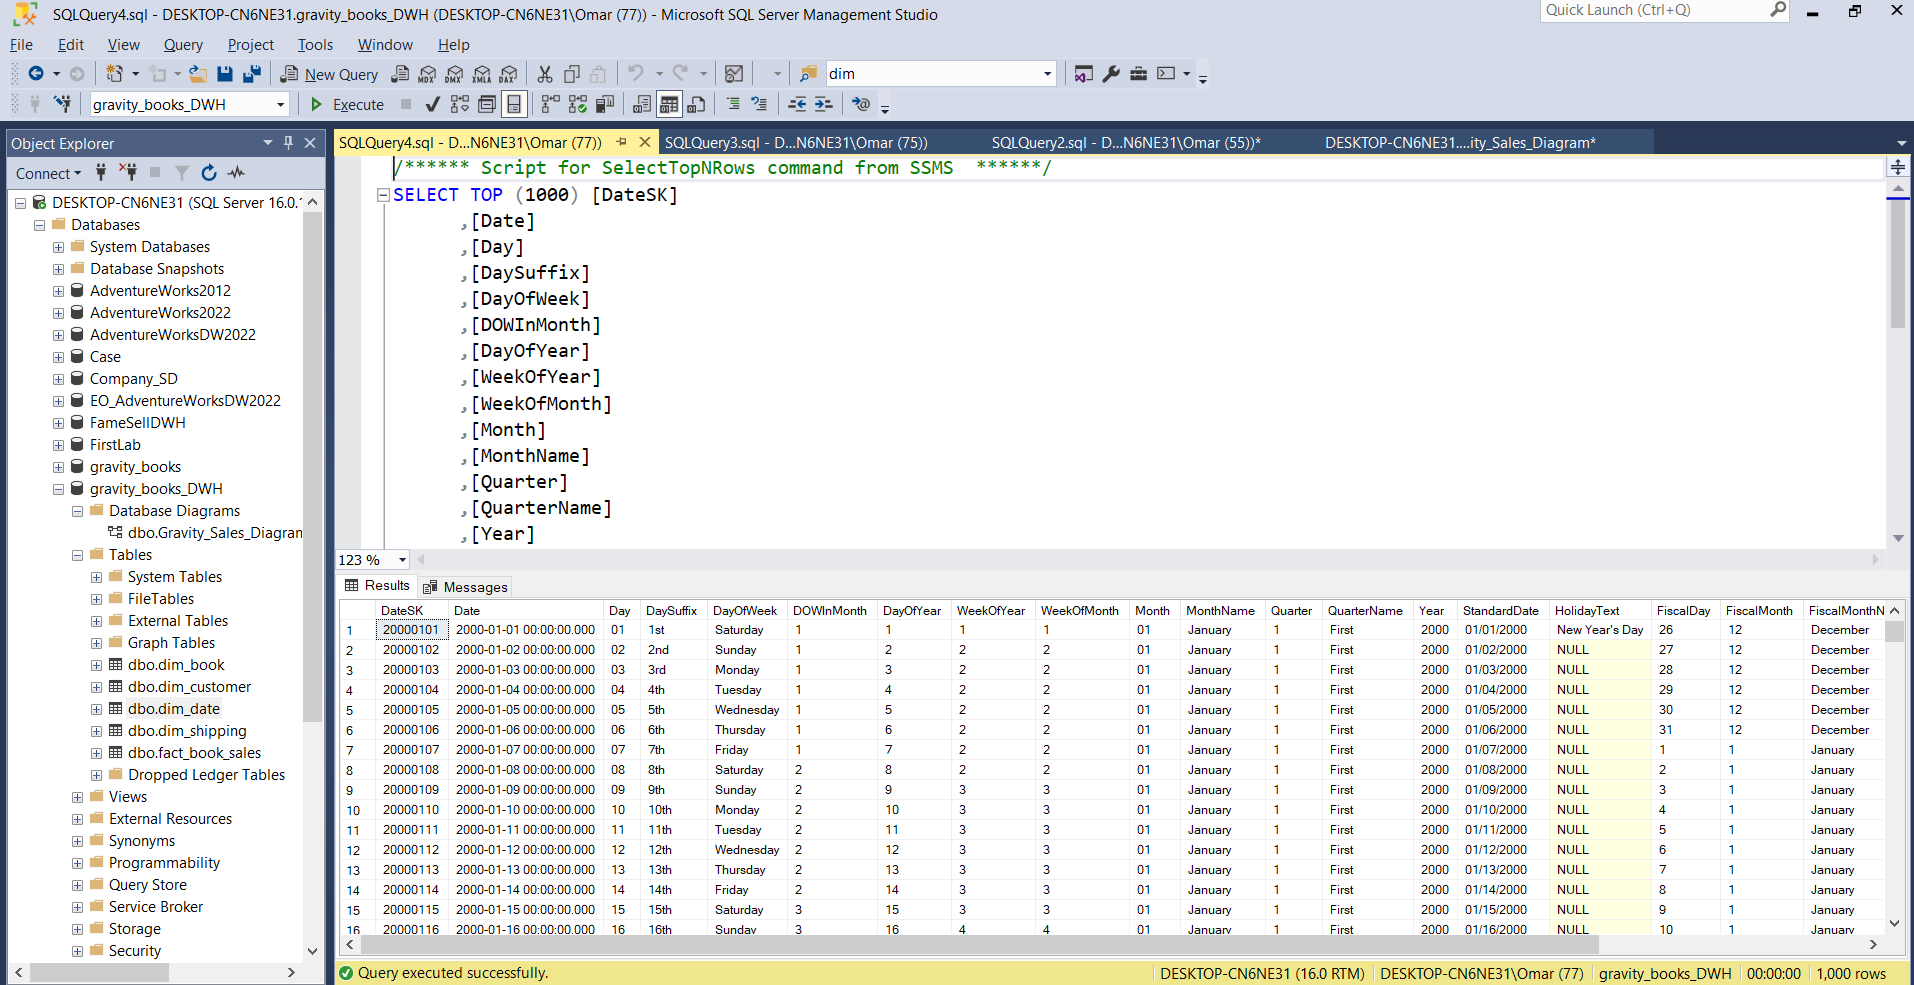 SQLQuery4.sql - DESKTOP-CN6NE31.gravity_books_DWH (DESKTOP-CN6NE31\Omar (77)) - Microsoft SQL Server Management Studio
Quick Launch (Ctrl+Q)
File Edit View Query Project Tools Window Help
New Query MDX DMX XMLA DAX dim
gravity_books_DWH Execute
Object Explorer
Connect
DESKTOP-CN6NE31 (SQL Server 16.0.1
Databases
System Databases
Database Snapshots
AdventureWorks2012
AdventureWorks2022
AdventureWorksDW2022
Case
Company_SD
EO_AdventureWorksDW2022
FameSellDWH
FirstLab
gravity_books
gravity_books_DWH
Database Diagrams
dbo.Gravity_Sales_Diagram
Tables
System Tables
FileTables
External Tables
Graph Tables
dbo.dim_book
dbo.dim_customer
dbo.dim_date
dbo.dim_shipping
dbo.fact_book_sales
Dropped Ledger Tables
Views
External Resources
Synonyms
Programmability
Query Store
Service Broker
Storage
Security
SQLQuery4.sql - D...N6NE31\Omar (77)) SQLQuery3.sql - D...N6NE31\Omar (75)) SQLQuery2.sql - D...N6NE31\Omar (55))* DESKTOP-CN6NE31....ity_Sales_Diagram*
/****** Script for SelectTopNRows command from SSMS ******/
SELECT TOP (1000) [DateSK]
,[Date]
,[Day]
,[DaySuffix]
,[DayOfWeek]
,[DOWInMonth]
,[DayOfYear]
,[WeekOfYear]
,[WeekOfMonth]
,[Month]
,[MonthName]
,[Quarter]
,[QuarterName]
,[Year]
123 %
Results Messages
DateSK Date Day DaySuffix DayOfWeek DOWInMonth DayOfYear WeekOfYear WeekOfMonth Month MonthName Quarter QuarterName Year StandardDate HolidayText FiscalDay FiscalMonth FiscalMonthN
1 20000101 2000-01-01 00:00:00.000 01 1st Saturday 1 1 1 1 01 January 1 First 2000 01/01/2000 New Year's Day 26 12 December
2 20000102 2000-01-02 00:00:00.000 02 2nd Sunday 1 2 2 2 01 January 1 First 2000 01/02/2000 NULL 27 12 December
3 20000103 2000-01-03 00:00:00.000 03 3rd Monday 1 3 2 2 01 January 1 First 2000 01/03/2000 NULL 28 12 December
4 20000104 2000-01-04 00:00:00.000 04 4th Tuesday 1 4 2 2 01 January 1 First 2000 01/04/2000 NULL 29 12 December
5 20000105 2000-01-05 00:00:00.000 05 5th Wednesday 1 5 2 2 01 January 1 First 2000 01/05/2000 NULL 30 12 December
6 20000106 2000-01-06 00:00:00.000 06 6th Thursday 1 6 2 2 01 January 1 First 2000 01/06/2000 NULL 31 12 December
7 20000107 2000-01-07 00:00:00.000 07 7th Friday 1 7 2 2 01 January 1 First 2000 01/07/2000 NULL 1 1 January
8 20000108 2000-01-08 00:00:00.000 08 8th Saturday 2 8 2 2 01 January 1 First 2000 01/08/2000 NULL 2 1 January
9 20000109 2000-01-09 00:00:00.000 09 9th Sunday 2 9 3 3 01 January 1 First 2000 01/09/2000 NULL 3 1 January
10 20000110 2000-01-10 00:00:00.000 10 10th Monday 2 10 3 3 01 January 1 First 2000 01/10/2000 NULL 4 1 January
11 20000111 2000-01-11 00:00:00.000 11 11th Tuesday 2 11 3 3 01 January 1 First 2000 01/11/2000 NULL 5 1 January
12 20000112 2000-01-12 00:00:00.000 12 12th Wednesday 2 12 3 3 01 January 1 First 2000 01/12/2000 NULL 6 1 January
13 20000113 2000-01-13 00:00:00.000 13 13th Thursday 2 13 3 3 01 January 1 First 2000 01/13/2000 NULL 7 1 January
14 20000114 2000-01-14 00:00:00.000 14 14th Friday 2 14 3 3 01 January 1 First 2000 01/14/2000 NULL 8 1 January
15 20000115 2000-01-15 00:00:00.000 15 15th Saturday 3 15 3 3 01 January 1 First 2000 01/15/2000 NULL 9 1 January
16 20000116 2000-01-16 00:00:00.000 16 16th Sunday 3 16 4 4 01 January 1 First 2000 01/16/2000 NULL 10 1 January
Query executed successfully. DESKTOP-CN6NE31 (16.0 RTM) DESKTOP-CN6NE31\Omar (77) gravity_books_DWH 00:00:00 1,000 rows